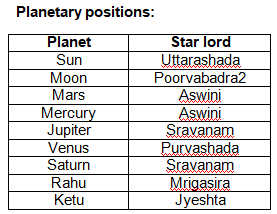 Planetary positions:
Planet Star lord
Sun Uttarashada
Moon Poorvabadra2
Mars Aswini
Mercury Aswini
Jupiter Sravanam
Venus Purvashada
Saturn Sravanam
Rahu Mrigasira
Ketu Jyeshta